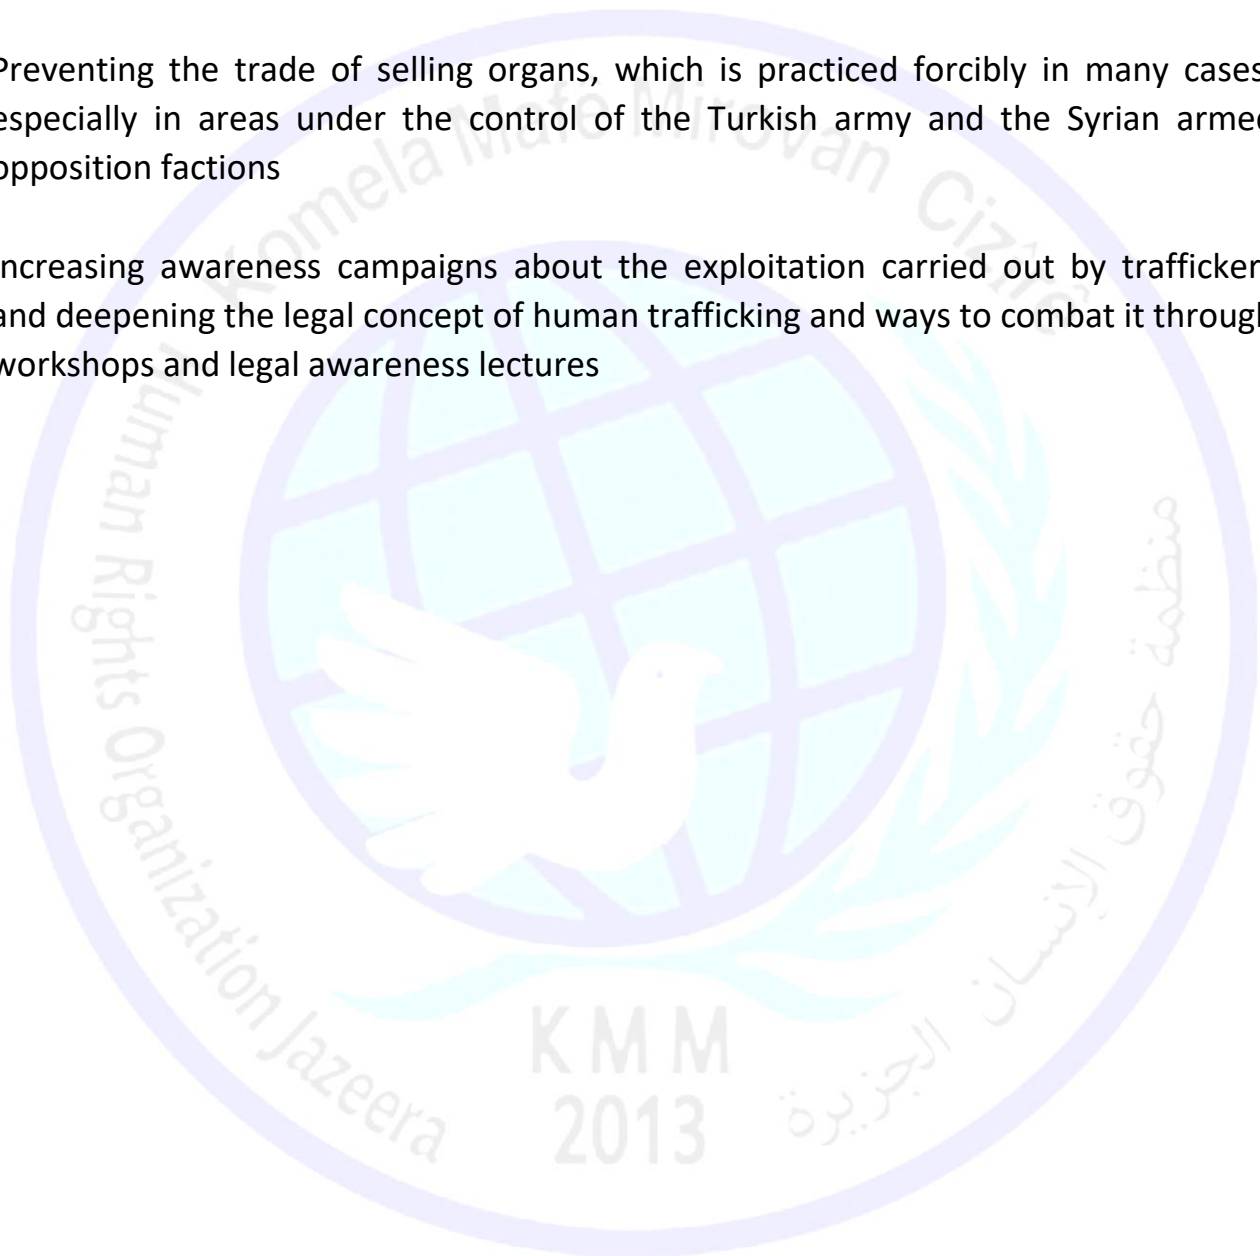 Preventing the trade of selling organs, which is practiced forcibly in many cases
especially in areas under the control of the Turkish army and the Syrian armed
opposition factions
increasing awareness campaigns about the exploitation carried out by trafficker
and deepening the legal concept of human trafficking and ways to combat it through
workshops and legal awareness lectures
Komela Mafê Mirovan Cizîrê
Human Rights Organization Jazeera
منظمة حقوق الإنسان الجزيرة
KMM
2013